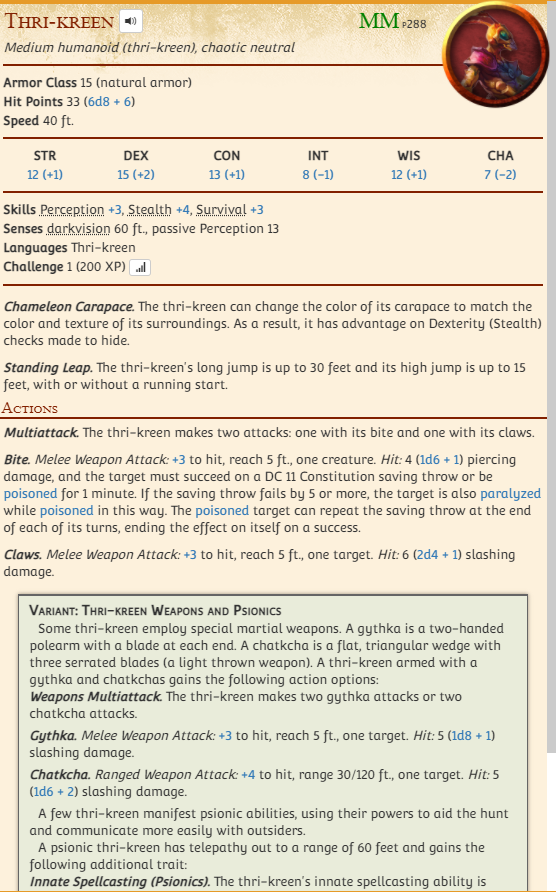 THRI-KREEN
MM P288
Medium humanoid (thri-kreen), chaotic neutral
Armor Class 15 (natural armor)
Hit Points 33 (6d8 + 6)
Speed 40 ft.
STR DEX CON INT WIS CHA
12 (+1) 15 (+2) 13 (+1) 8 (−1) 12 (+1) 7 (−2)
Skills Perception +3, Stealth +4, Survival +3
Senses darkvision 60 ft., passive Perception 13
Languages Thri-kreen
Challenge 1 (200 XP)
Chameleon Carapace. The thri-kreen can change the color of its carapace to match the
color and texture of its surroundings. As a result, it has advantage on Dexterity (Stealth)
checks made to hide.
Standing Leap. The thri-kreen's long jump is up to 30 feet and its high jump is up to 15
feet, with or without a running start.
ACTIONS
Multiattack. The thri-kreen makes two attacks: one with its bite and one with its claws.
Bite. Melee Weapon Attack: +3 to hit, reach 5 ft., one creature. Hit: 4 (1d6 + 1) piercing
damage, and the target must succeed on a DC 11 Constitution saving throw or be
poisoned for 1 minute. If the saving throw fails by 5 or more, the target is also paralyzed
while poisoned in this way. The poisoned target can repeat the saving throw at the end
of each of its turns, ending the effect on itself on a success.
Claws. Melee Weapon Attack: +3 to hit, reach 5 ft., one target. Hit: 6 (2d4 + 1) slashing
damage.
VARIANT: THRI-KREEN WEAPONS AND PSIONICS
Some thri-kreen employ special martial weapons. A gythka is a two-handed
polearm with a blade at each end. A chatkcha is a flat, triangular wedge with
three serrated blades (a light thrown weapon). A thri-kreen armed with a
gythka and chatkchas gains the following action options:
Weapons Multiattack. The thri-kreen makes two gythka attacks or two
chatkcha attacks.
Gythka. Melee Weapon Attack: +3 to hit, reach 5 ft., one target. Hit: 5 (1d8 + 1)
slashing damage.
Chatkcha. Ranged Weapon Attack: +4 to hit, range 30/120 ft., one target. Hit: 5
(1d6 + 2) slashing damage.
A few thri-kreen manifest psionic abilities, using their powers to aid the hunt
and communicate more easily with outsiders.
A psionic thri-kreen has telepathy out to a range of 60 feet and gains the
following additional trait:
Innate Spellcasting (Psionics). The thri-kreen's innate spellcasting ability is